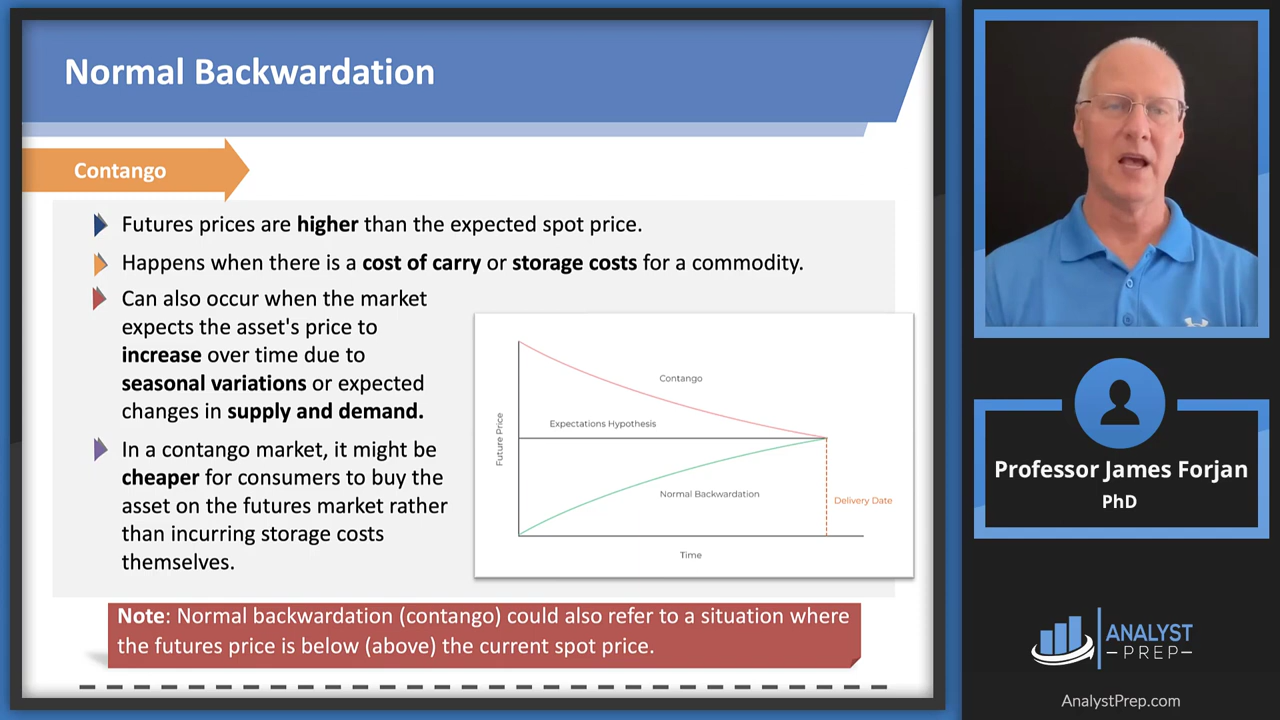 Normal Backwardation
Contango
Futures prices are higher than the expected spot price.
Happens when there is a cost of carry or storage costs for a commodity.
Can also occur when the market
expects the asset's price to
increase over time due to
seasonal variations or expected
changes in supply and demand.
In a contango market, it might be
cheaper for consumers to buy the
asset on the futures market rather
than incurring storage costs
themselves.
Contango
Expectations Hypothesis
Future Price
Normal Backwardation
Delivery Date
Time
Note: Normal backwardation (contango) could also refer to a situation where
the futures price is below (above) the current spot price.
Professor James Forjan
PhD
ANALYST
PREP
AnalystPrep.com